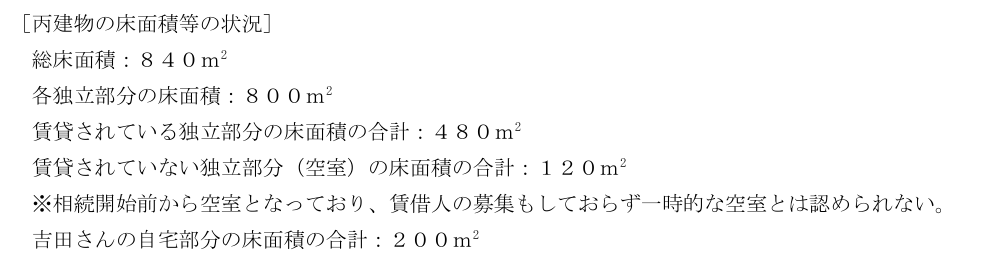 ［丙建物の床面積等の状況］
総床面積：８４０m²
各独立部分の床面積：８００m²
賃貸されている独立部分の床面積の合計：４８０m²
賃貸されていない独立部分（空室）の床面積の合計：１２０m²
※相続開始前から空室となっており、賃借人の募集もしておらず一時的な空室とは認められない。
吉田さんの自宅部分の床面積の合計：２００m²